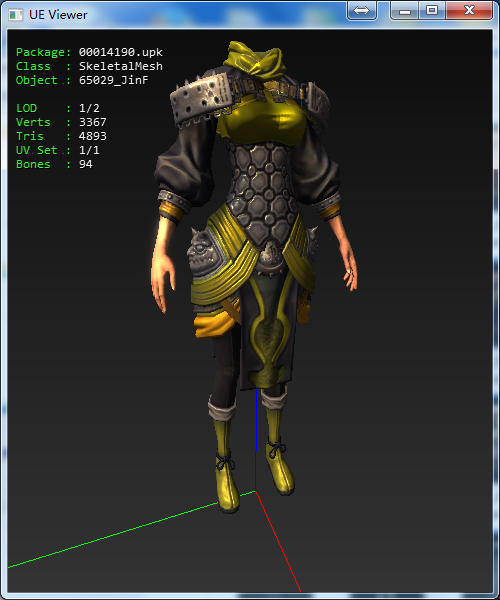 UE Viewer
Package: 00014190.upk
Class : SkeletalMesh
Object : 65029_JinF
LOD : 1/2
Verts : 3367
Tris : 4893
UV Set : 1/1
Bones : 94